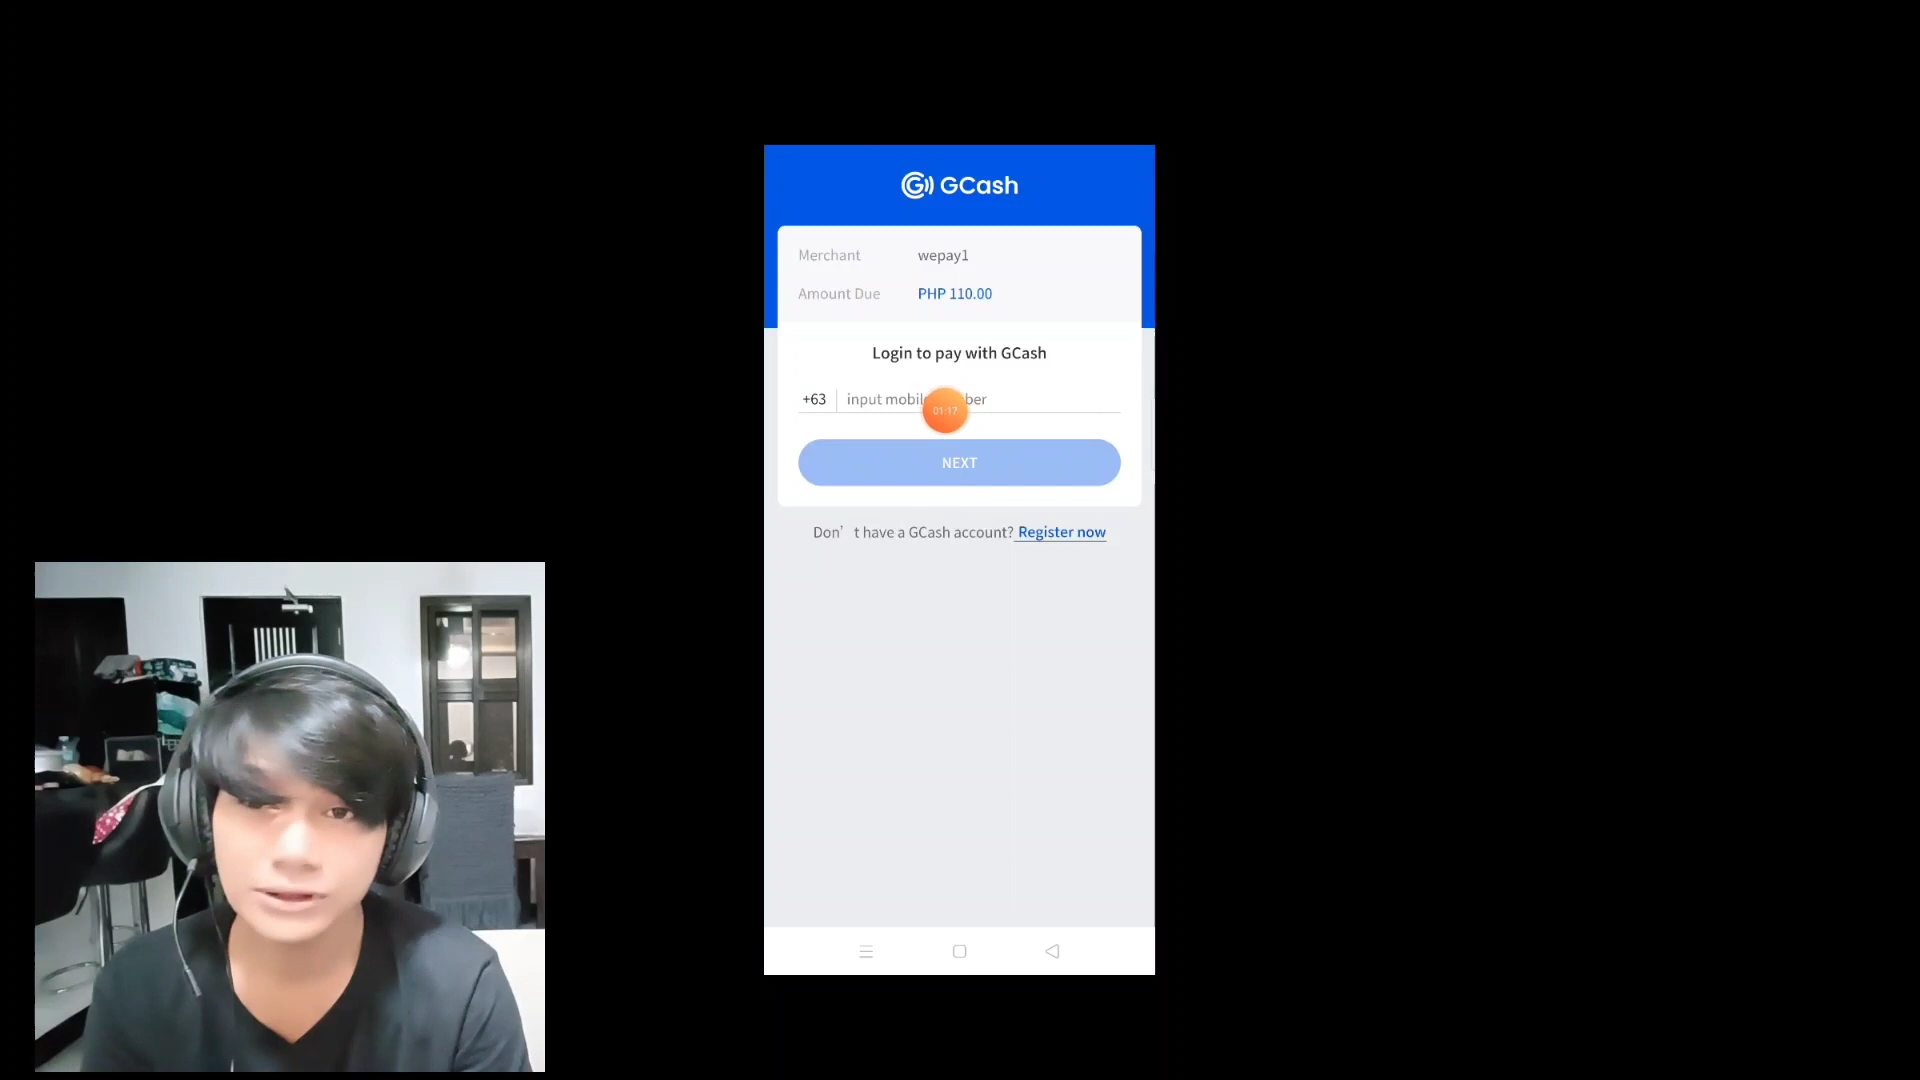 GCash
Merchant wepay1
Amount Due PHP 110.00
Login to pay with GCash
+63 input mobil ber
01:17
NEXT
Don't have a GCash account? Register now